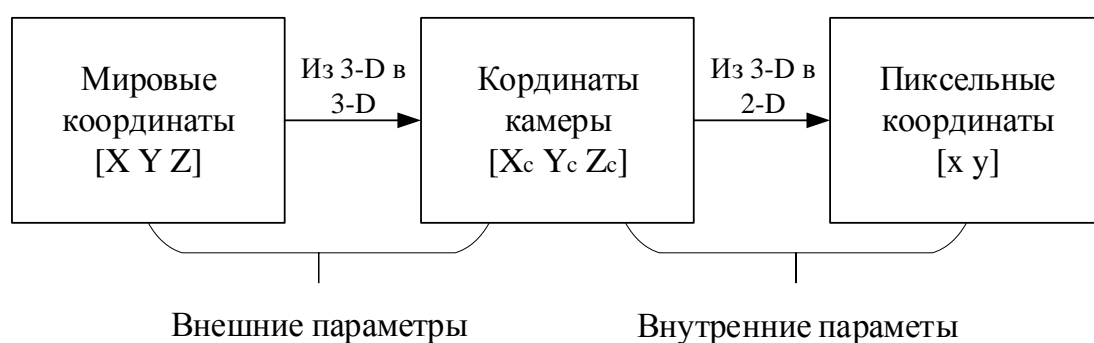 Мировые
координаты
[X Y Z]
Из 3-D в
3-D
Кординаты
камеры
[Xc Yc Zc]
Из 3-D в
2-D
Пиксельные
координаты
[x y]
Внешние параметры
Внутренние параметы